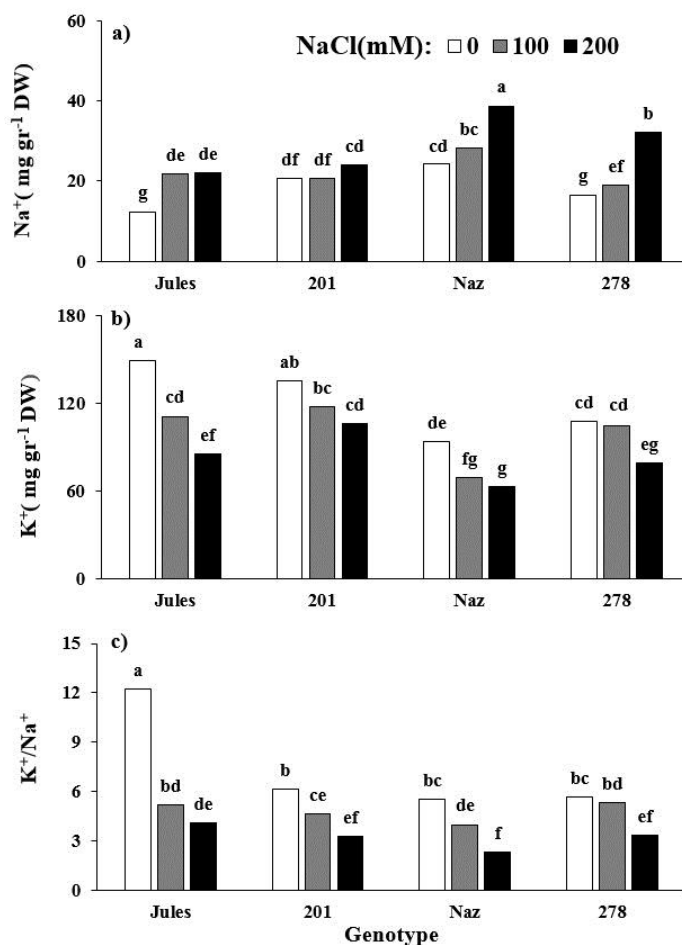 a)
NaCl(mM): 0 100 200
Na⁺( mg gr⁻¹ DW)
60
40
20
0
g de de df df cd cd bc a g ef b
Jules 201 Naz 278
b)
K⁺( mg gr⁻¹ DW)
180
120
60
0
a cd ef ab bc cd de fg g cd cd eg
Jules 201 Naz 278
c)
K⁺/Na⁺
15
12
9
6
3
0
a bd de b ce ef bc de f bc bd ef
Jules 201 Naz 278
Genotype